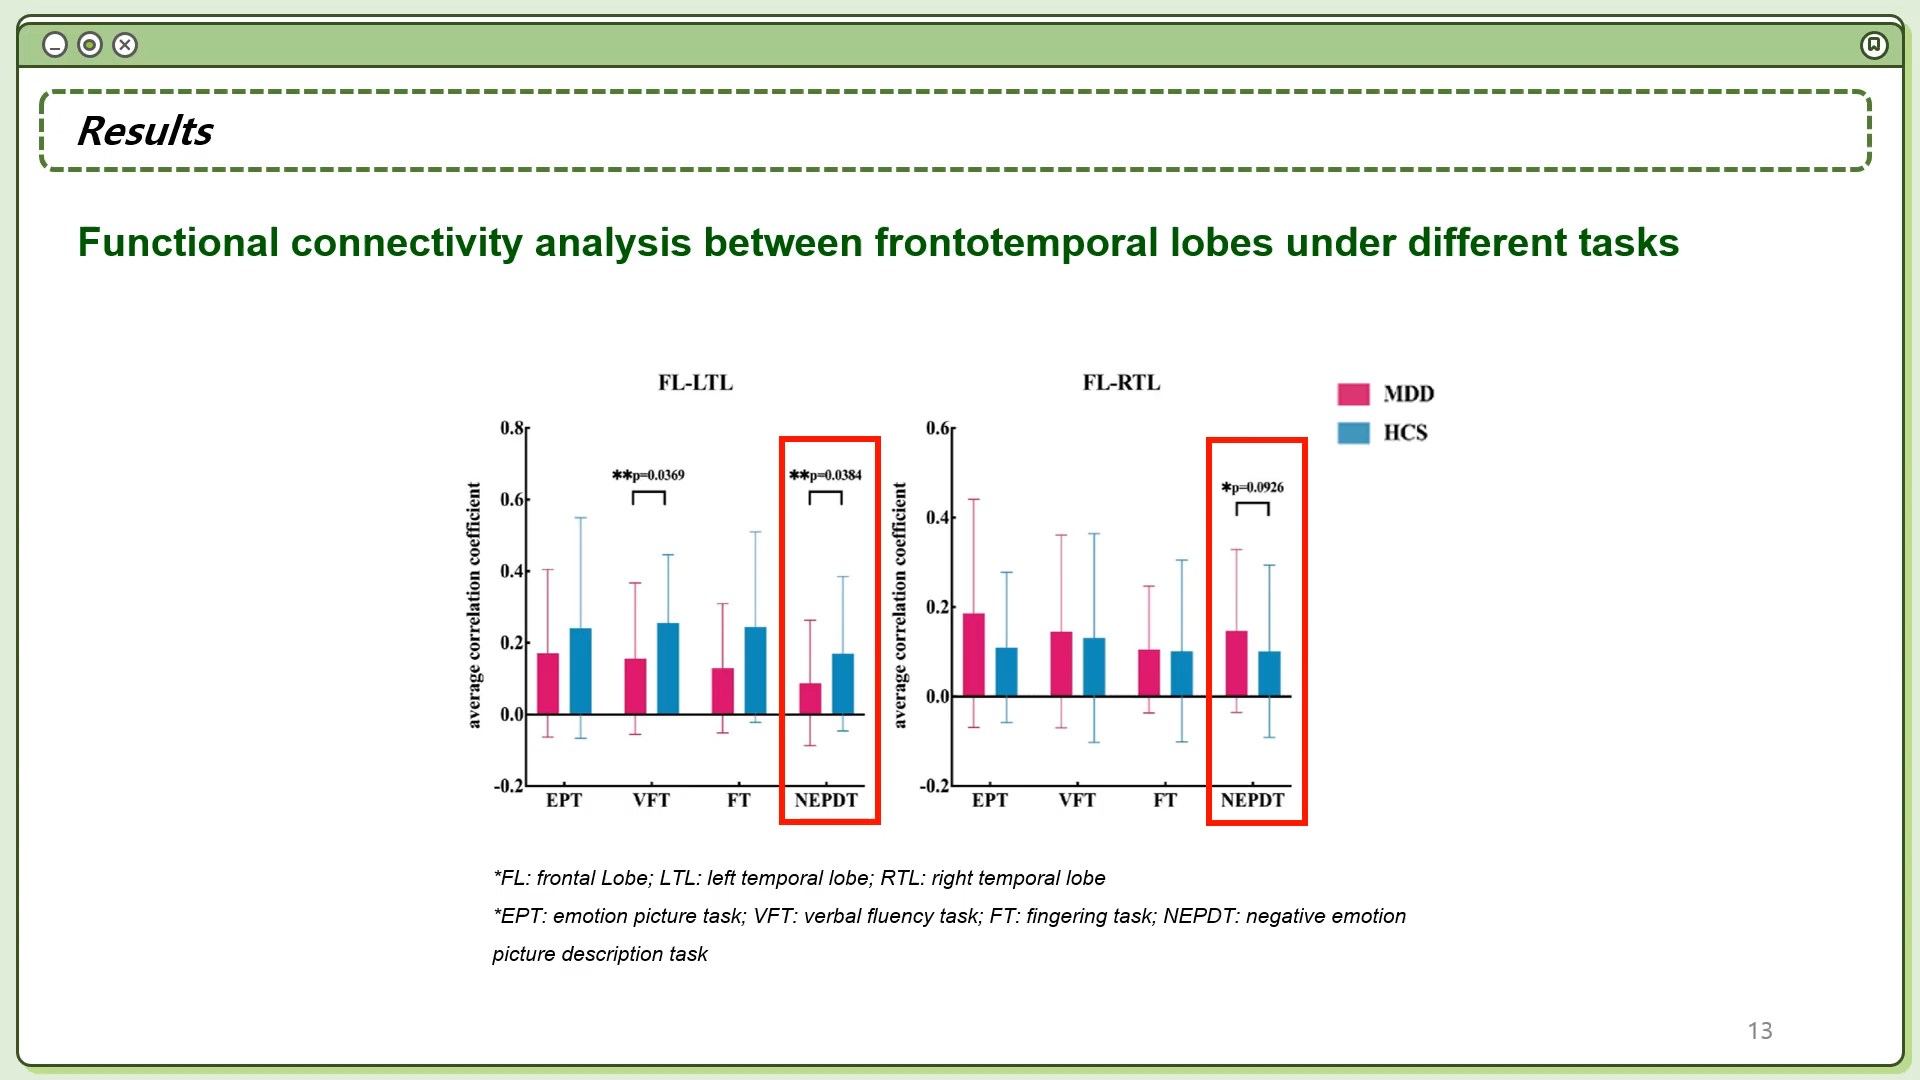 Results
Functional connectivity analysis between frontotemporal lobes under different tasks
FL-LTL
average correlation coefficient
0.8
0.6
0.4
0.2
0.0
-0.2
**p=0.0369
**p=0.0384
EPT VFT FT NEPDT
FL-RTL
average correlation coefficient
0.6
0.4
0.2
0.0
-0.2
*p=0.0926
EPT VFT FT NEPDT
MDD
HCS
*FL: frontal Lobe; LTL: left temporal lobe; RTL: right temporal lobe
*EPT: emotion picture task; VFT: verbal fluency task; FT: fingering task; NEPDT: negative emotion
picture description task
13